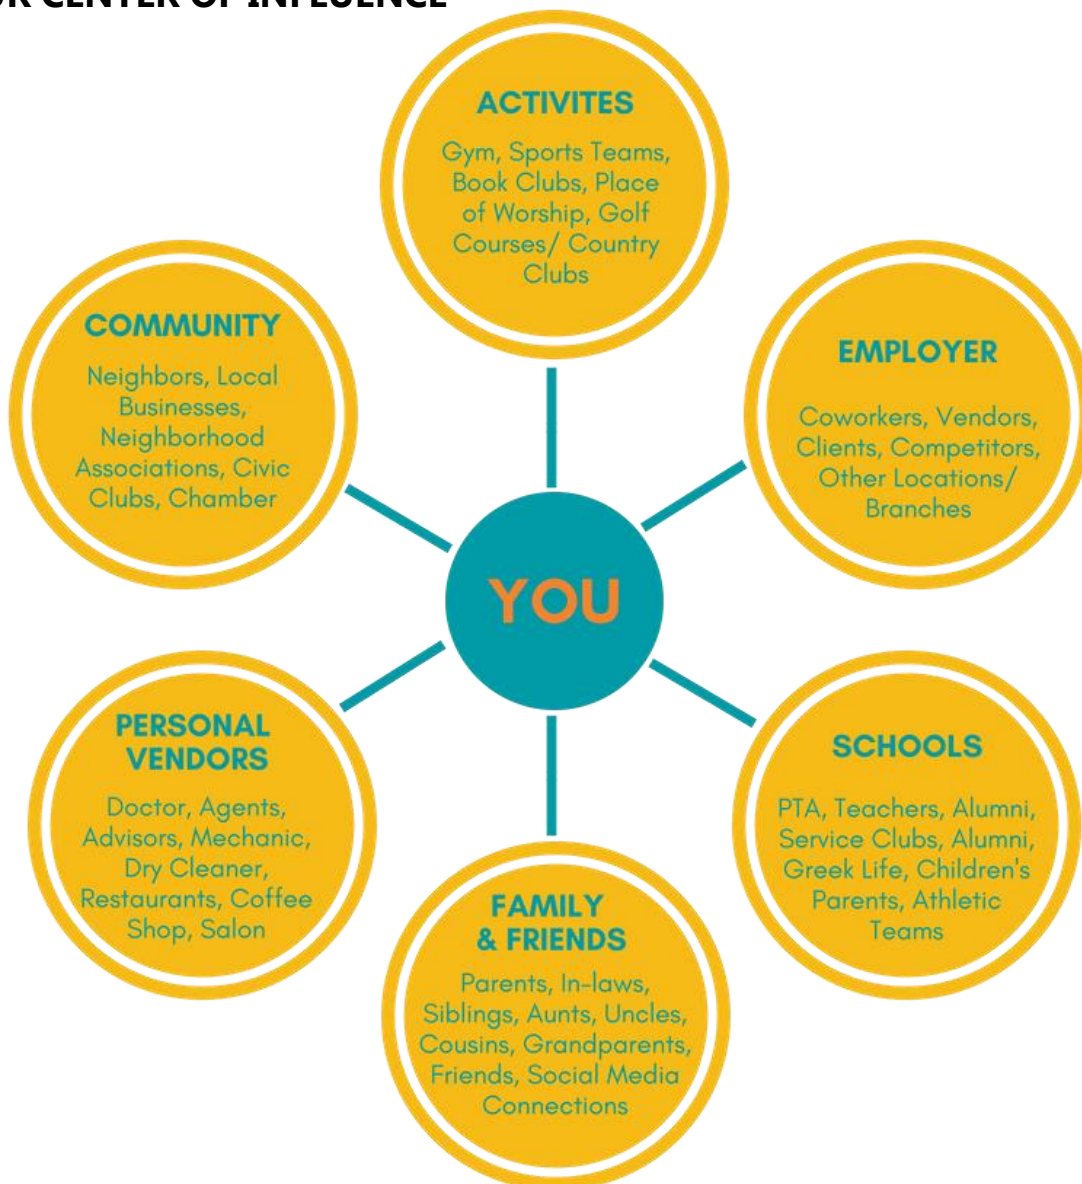 CENTER OF INFLUENCE
ACTIVITES
Gym, Sports Teams,
Book Clubs, Place
of Worship, Golf
Courses/ Country
Clubs
COMMUNITY
Neighbors, Local
Businesses,
Neighborhood
Associations, Civic
Clubs, Chamber
EMPLOYER
Coworkers, Vendors,
Clients, Competitors,
Other Locations/
Branches
YOU
PERSONAL
VENDORS
Doctor, Agents,
Advisors, Mechanic,
Dry Cleaner,
Restaurants, Coffee
Shop, Salon
SCHOOLS
PTA, Teachers, Alumni,
Service Clubs, Alumni,
Greek Life, Children's
Parents, Athletic
Teams
FAMILY
& FRIENDS
Parents, In-laws,
Siblings, Aunts, Uncles,
Cousins, Grandparents,
Friends, Social Media
Connections